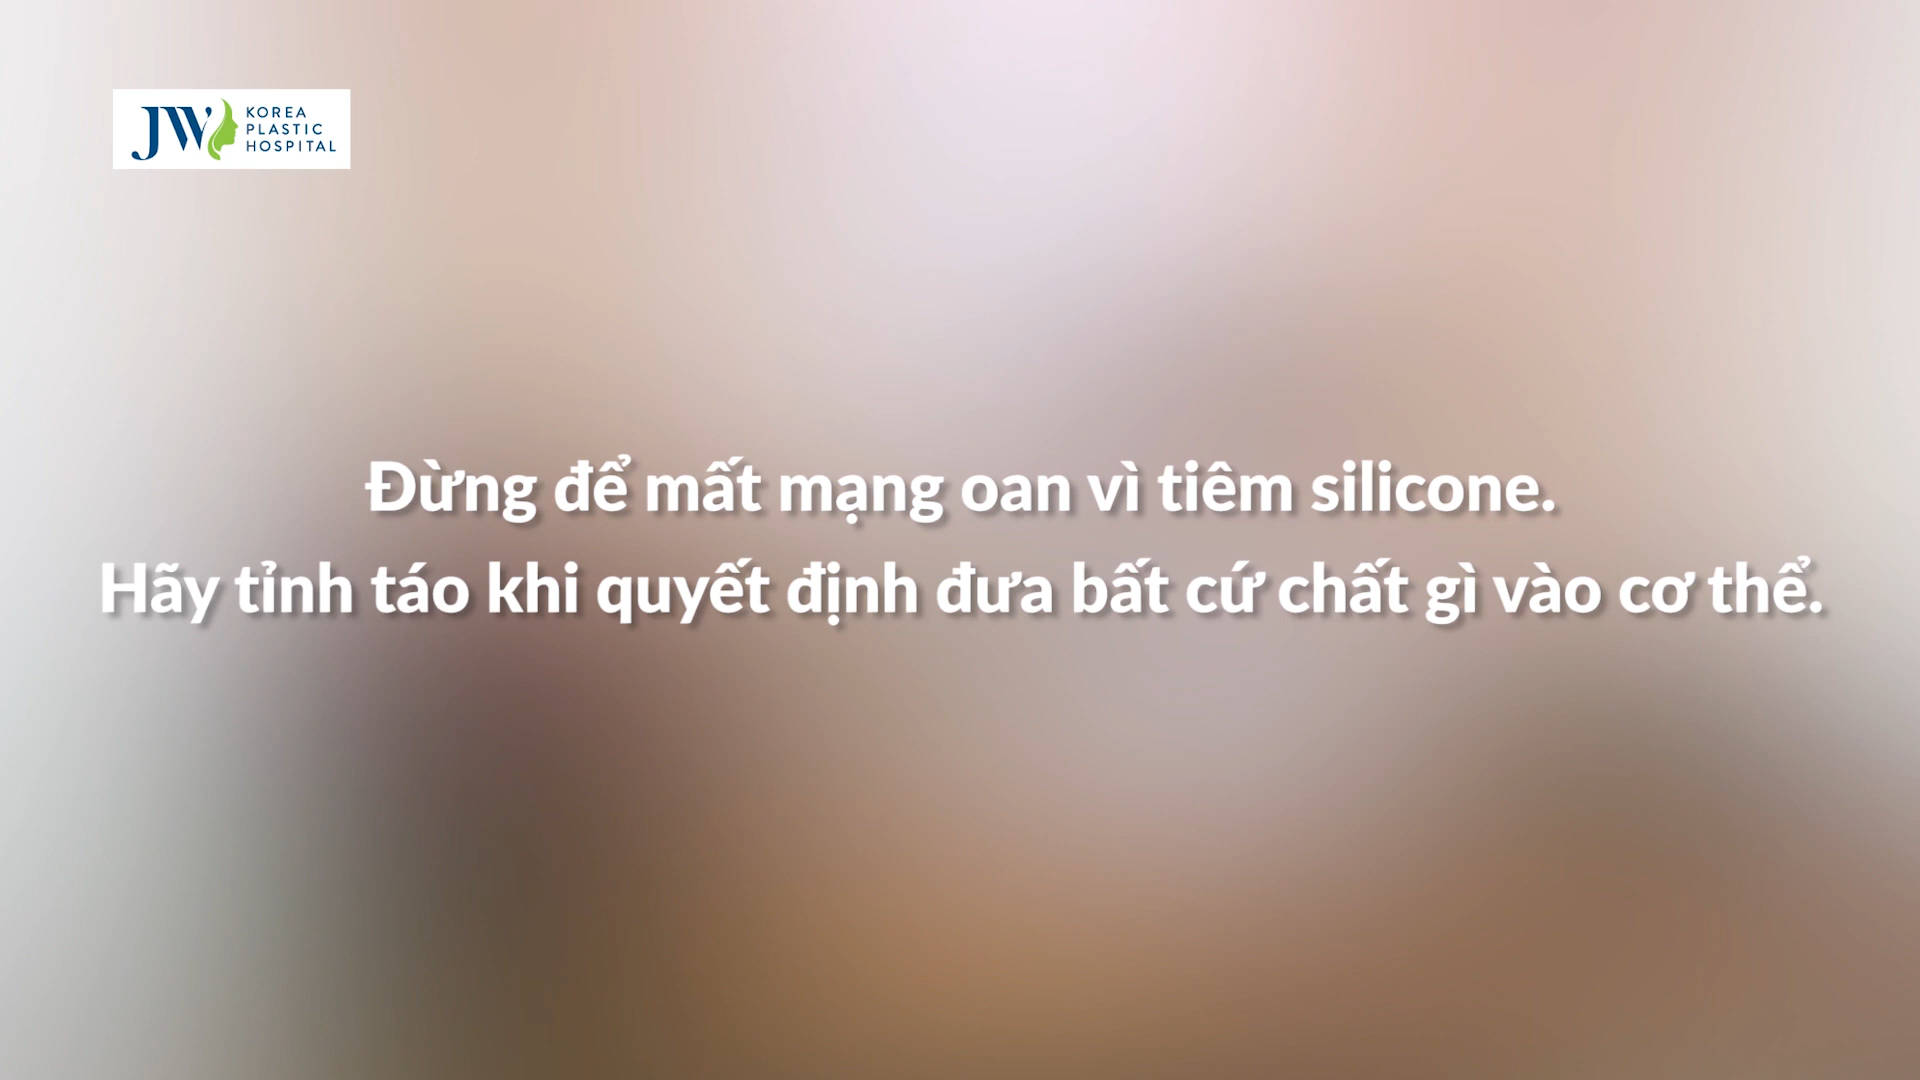 JW KOREA
PLASTIC
HOSPITAL
Đừng để mất mạng oan vì tiêm silicone.
Hãy tỉnh táo khi quyết định đưa bất cứ chất gì vào cơ thể.